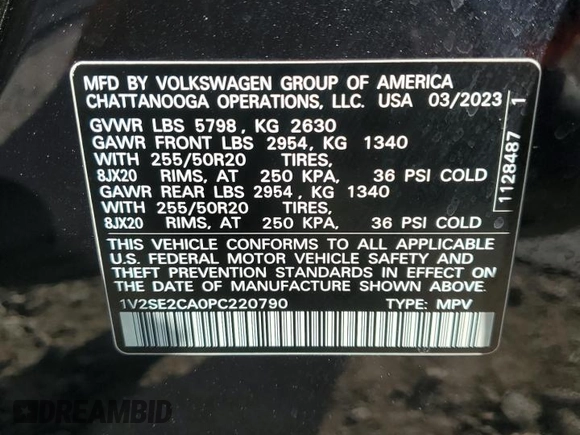 MFD BY VOLKSWAGEN GROUP OF AMERICA
CHATTANOOGA OPERATIONS, LLC. USA 03/2023
GVWR LBS 5798, KG 2630
GAWR FRONT LBS 2954, KG 1340
WITH 255/50R20 TIRES,
8JX20 RIMS, AT 250 KPA, 36 PSI COLD
GAWR REAR LBS 2954, KG 1340
WITH 255/50R20 TIRES,
8JX20 RIMS, AT 250 KPA, 36 PSI COLD
THIS VEHICLE CONFORMS TO ALL APPLICABLE
U.S. FEDERAL MOTOR VEHICLE SAFETY AND
THEFT PREVENTION STANDARDS IN EFFECT ON
THE DATE OF MANUFACTURE SHOWN ABOVE.
1V2SE2CA0PC220790 TYPE: MPV
1128487 1
DREAMBID